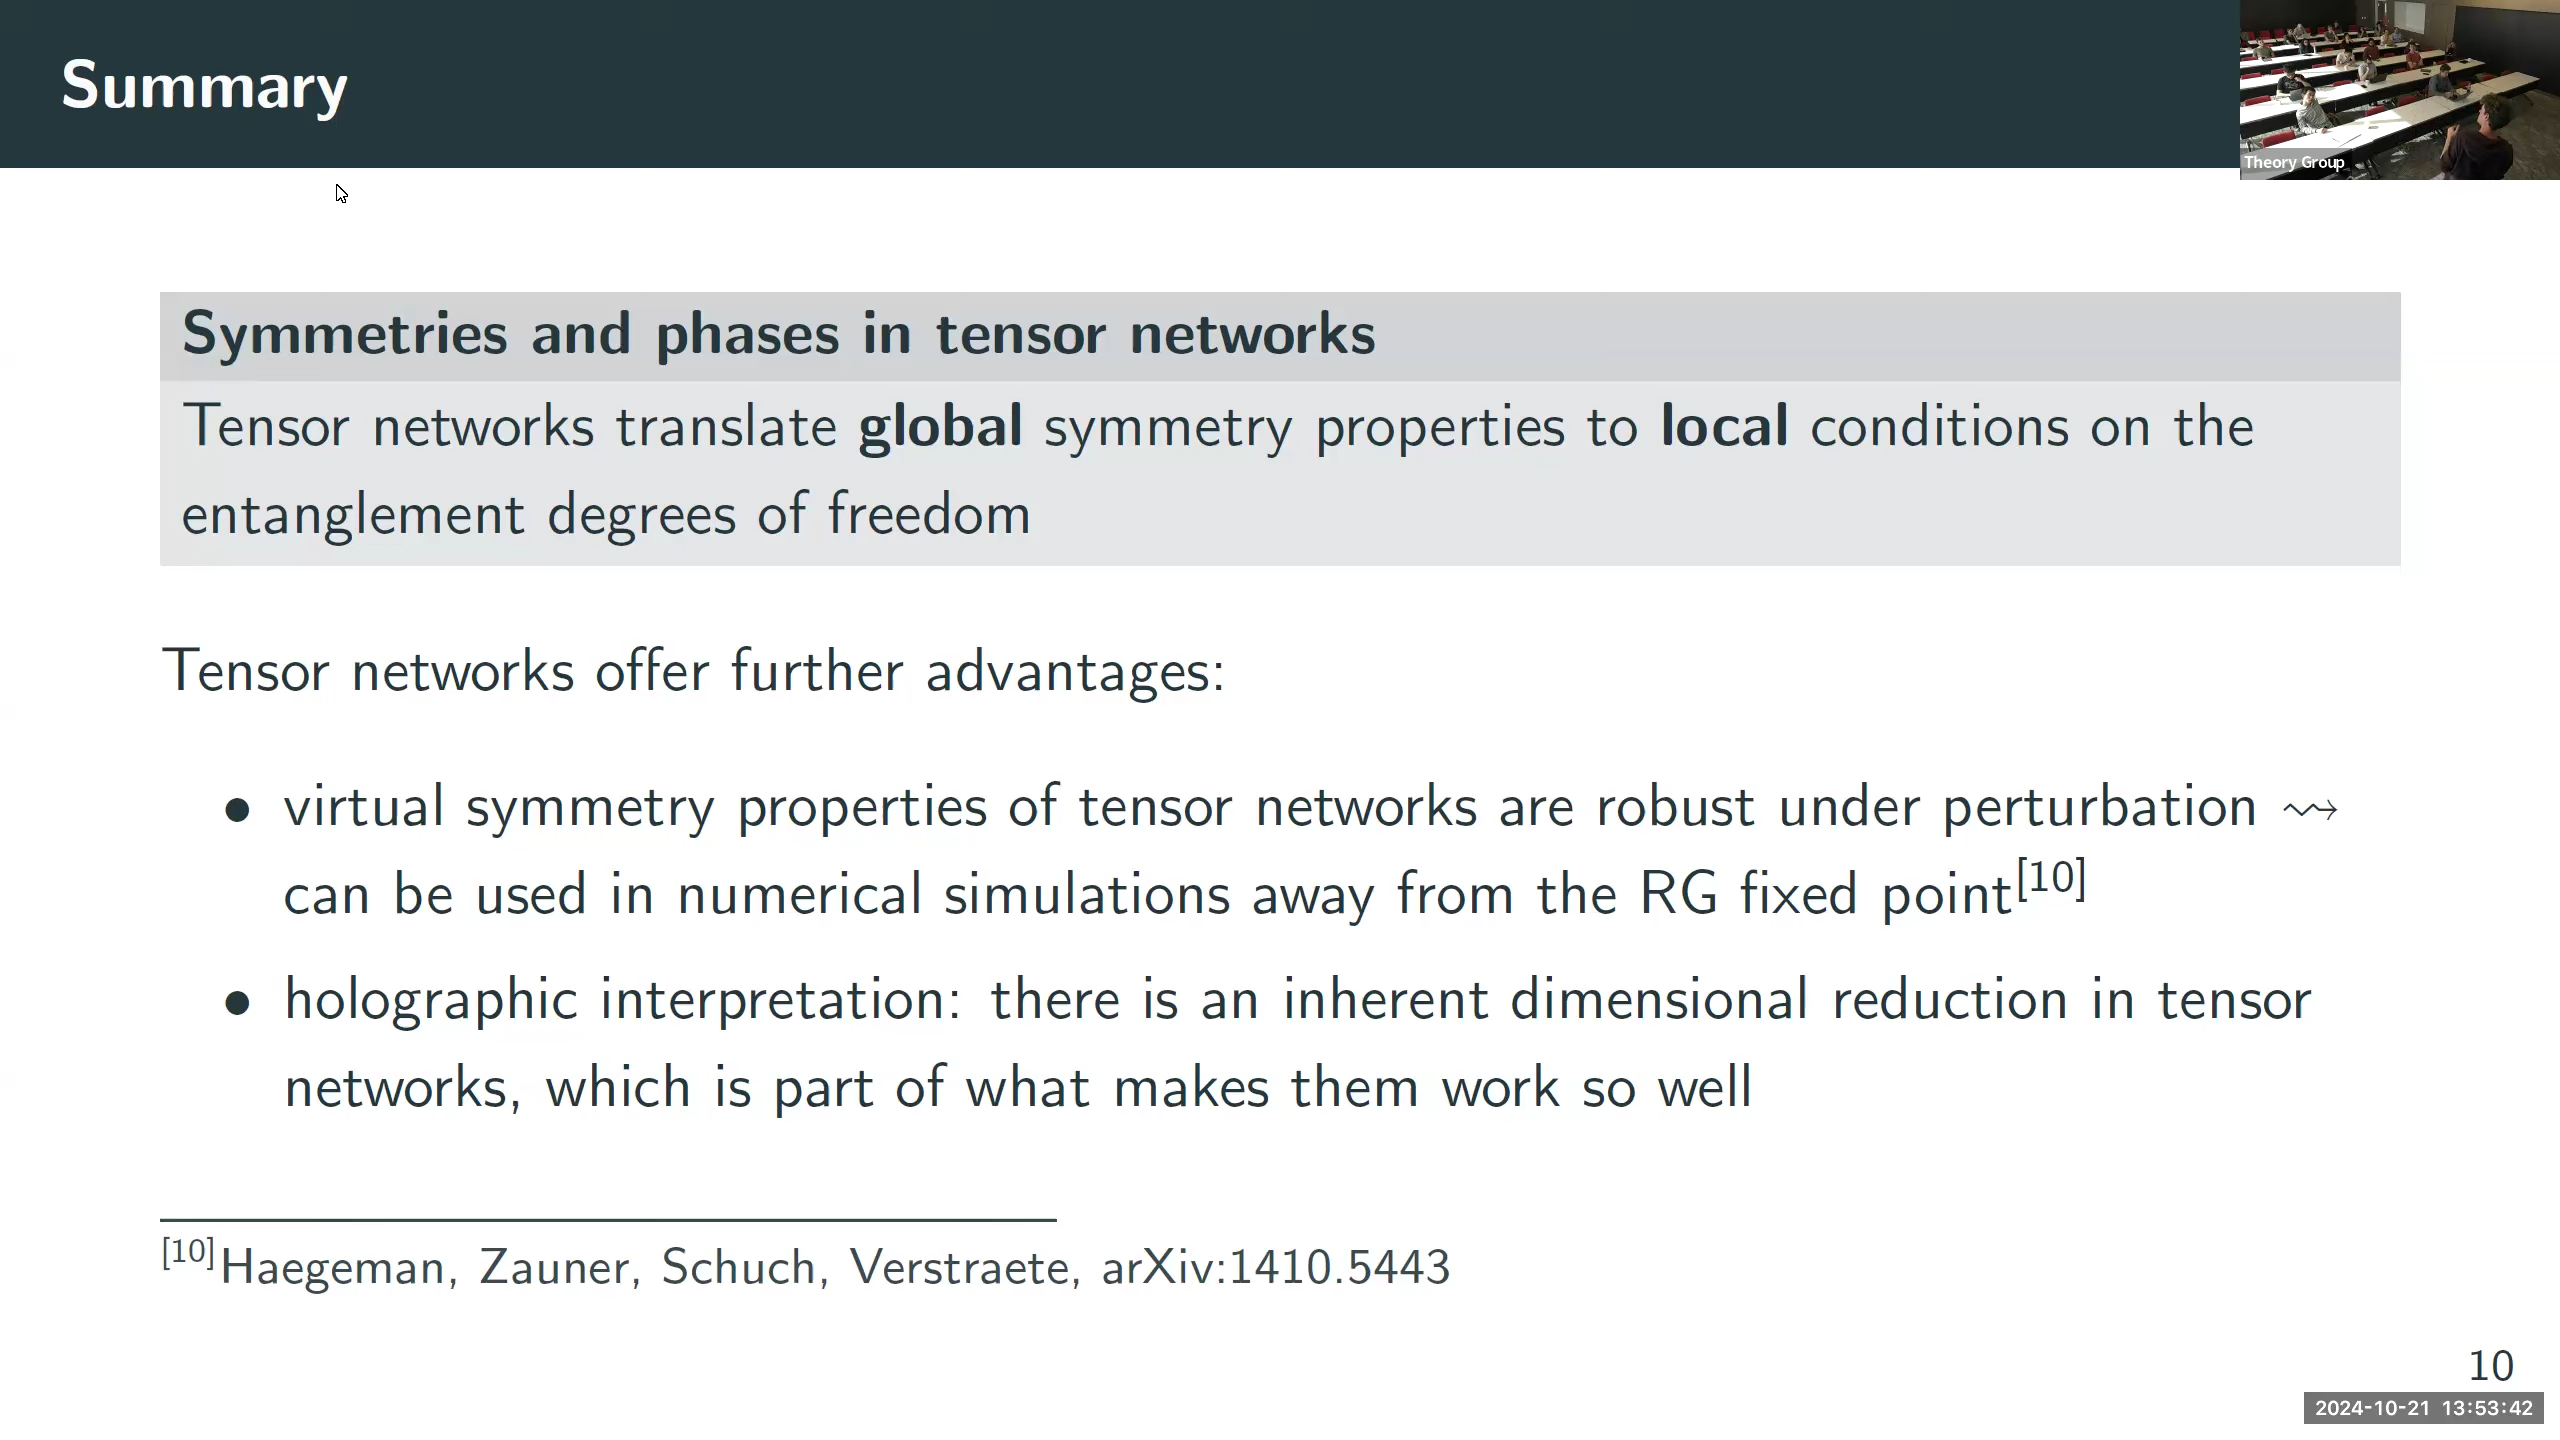 Summary
Theory Group
Symmetries and phases in tensor networks
Tensor networks translate global symmetry properties to local conditions on the
entanglement degrees of freedom
Tensor networks offer further advantages:
• virtual symmetry properties of tensor networks are robust under perturbation ⇝
can be used in numerical simulations away from the RG fixed point[10]
• holographic interpretation: there is an inherent dimensional reduction in tensor
networks, which is part of what makes them work so well
[10]Haegeman, Zauner, Schuch, Verstraete, arXiv:1410.5443
10
2024-10-21 13:53:42